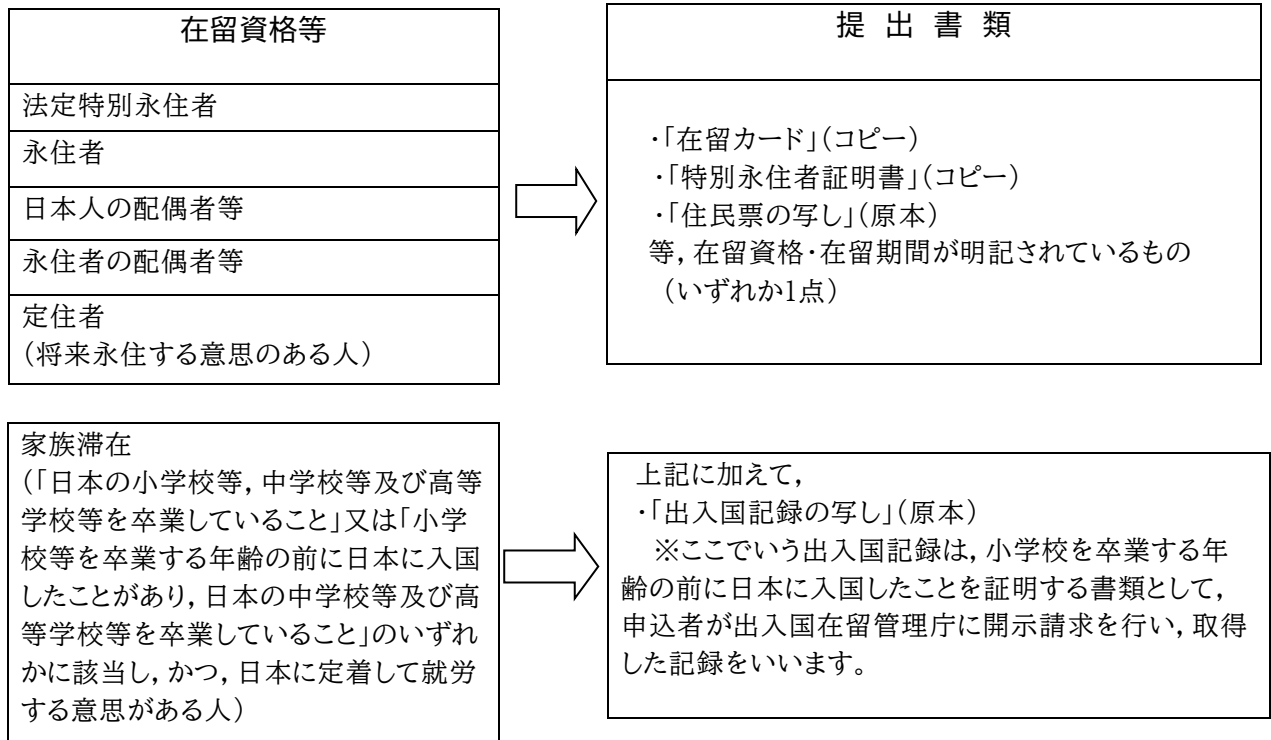 在留資格等
提 出 書 類
法定特別永住者
永住者
日本人の配偶者等
永住者の配偶者等
定住者
（将来永住する意思のある人）
・「在留カード」（コピー）
・「特別永住者証明書」（コピー）
・「住民票の写し」（原本）
等，在留資格・在留期間が明記されているもの
（いずれか1点）
家族滞在
（「日本の小学校等，中学校等及び高等
学校等を卒業していること」又は「小学
校等を卒業する年齢の前に日本に入国
したことがあり，日本の中学校等及び高
等学校等を卒業していること」のいずれ
かに該当し，かつ，日本に定着して就労
する意思がある人）
上記に加えて，
・「出入国記録の写し」（原本）
※ここでいう出入国記録は，小学校を卒業する年
齢の前に日本に入国したことを証明する書類として，
申込者が出入国在留管理庁に開示請求を行い，取得
した記録をいいます。